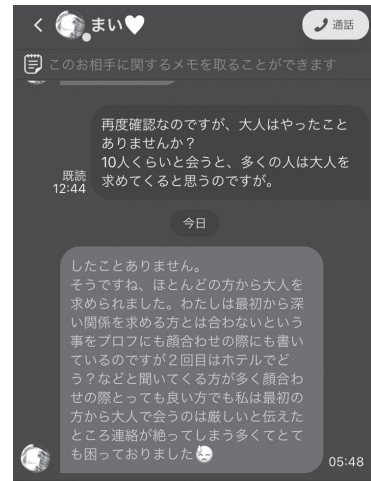 まい♡
通話
このお相手に関するメモを取ることができます
再度確認なのですが、大人はやったこと
ありませんか?
10人くらいと会うと、多くの人は大人を
求めてくると思うのですが。
既読
12:44
今日
したことありません。
そうですね、ほとんどの方から大人を
求められました。わたしは最初から深
い関係を求める方とは合わないという
事をプロフにも顔合わせの際にも書い
ているのですが2回目はホテルでど
う?などと聞いてくる方が多く顔合わ
せの際とっても良い方でも私は最初の
方から大人で会うのは厳しいと伝えた
ところ連絡が絶ってしまう多くてとて
も困っておりました😓
05:48